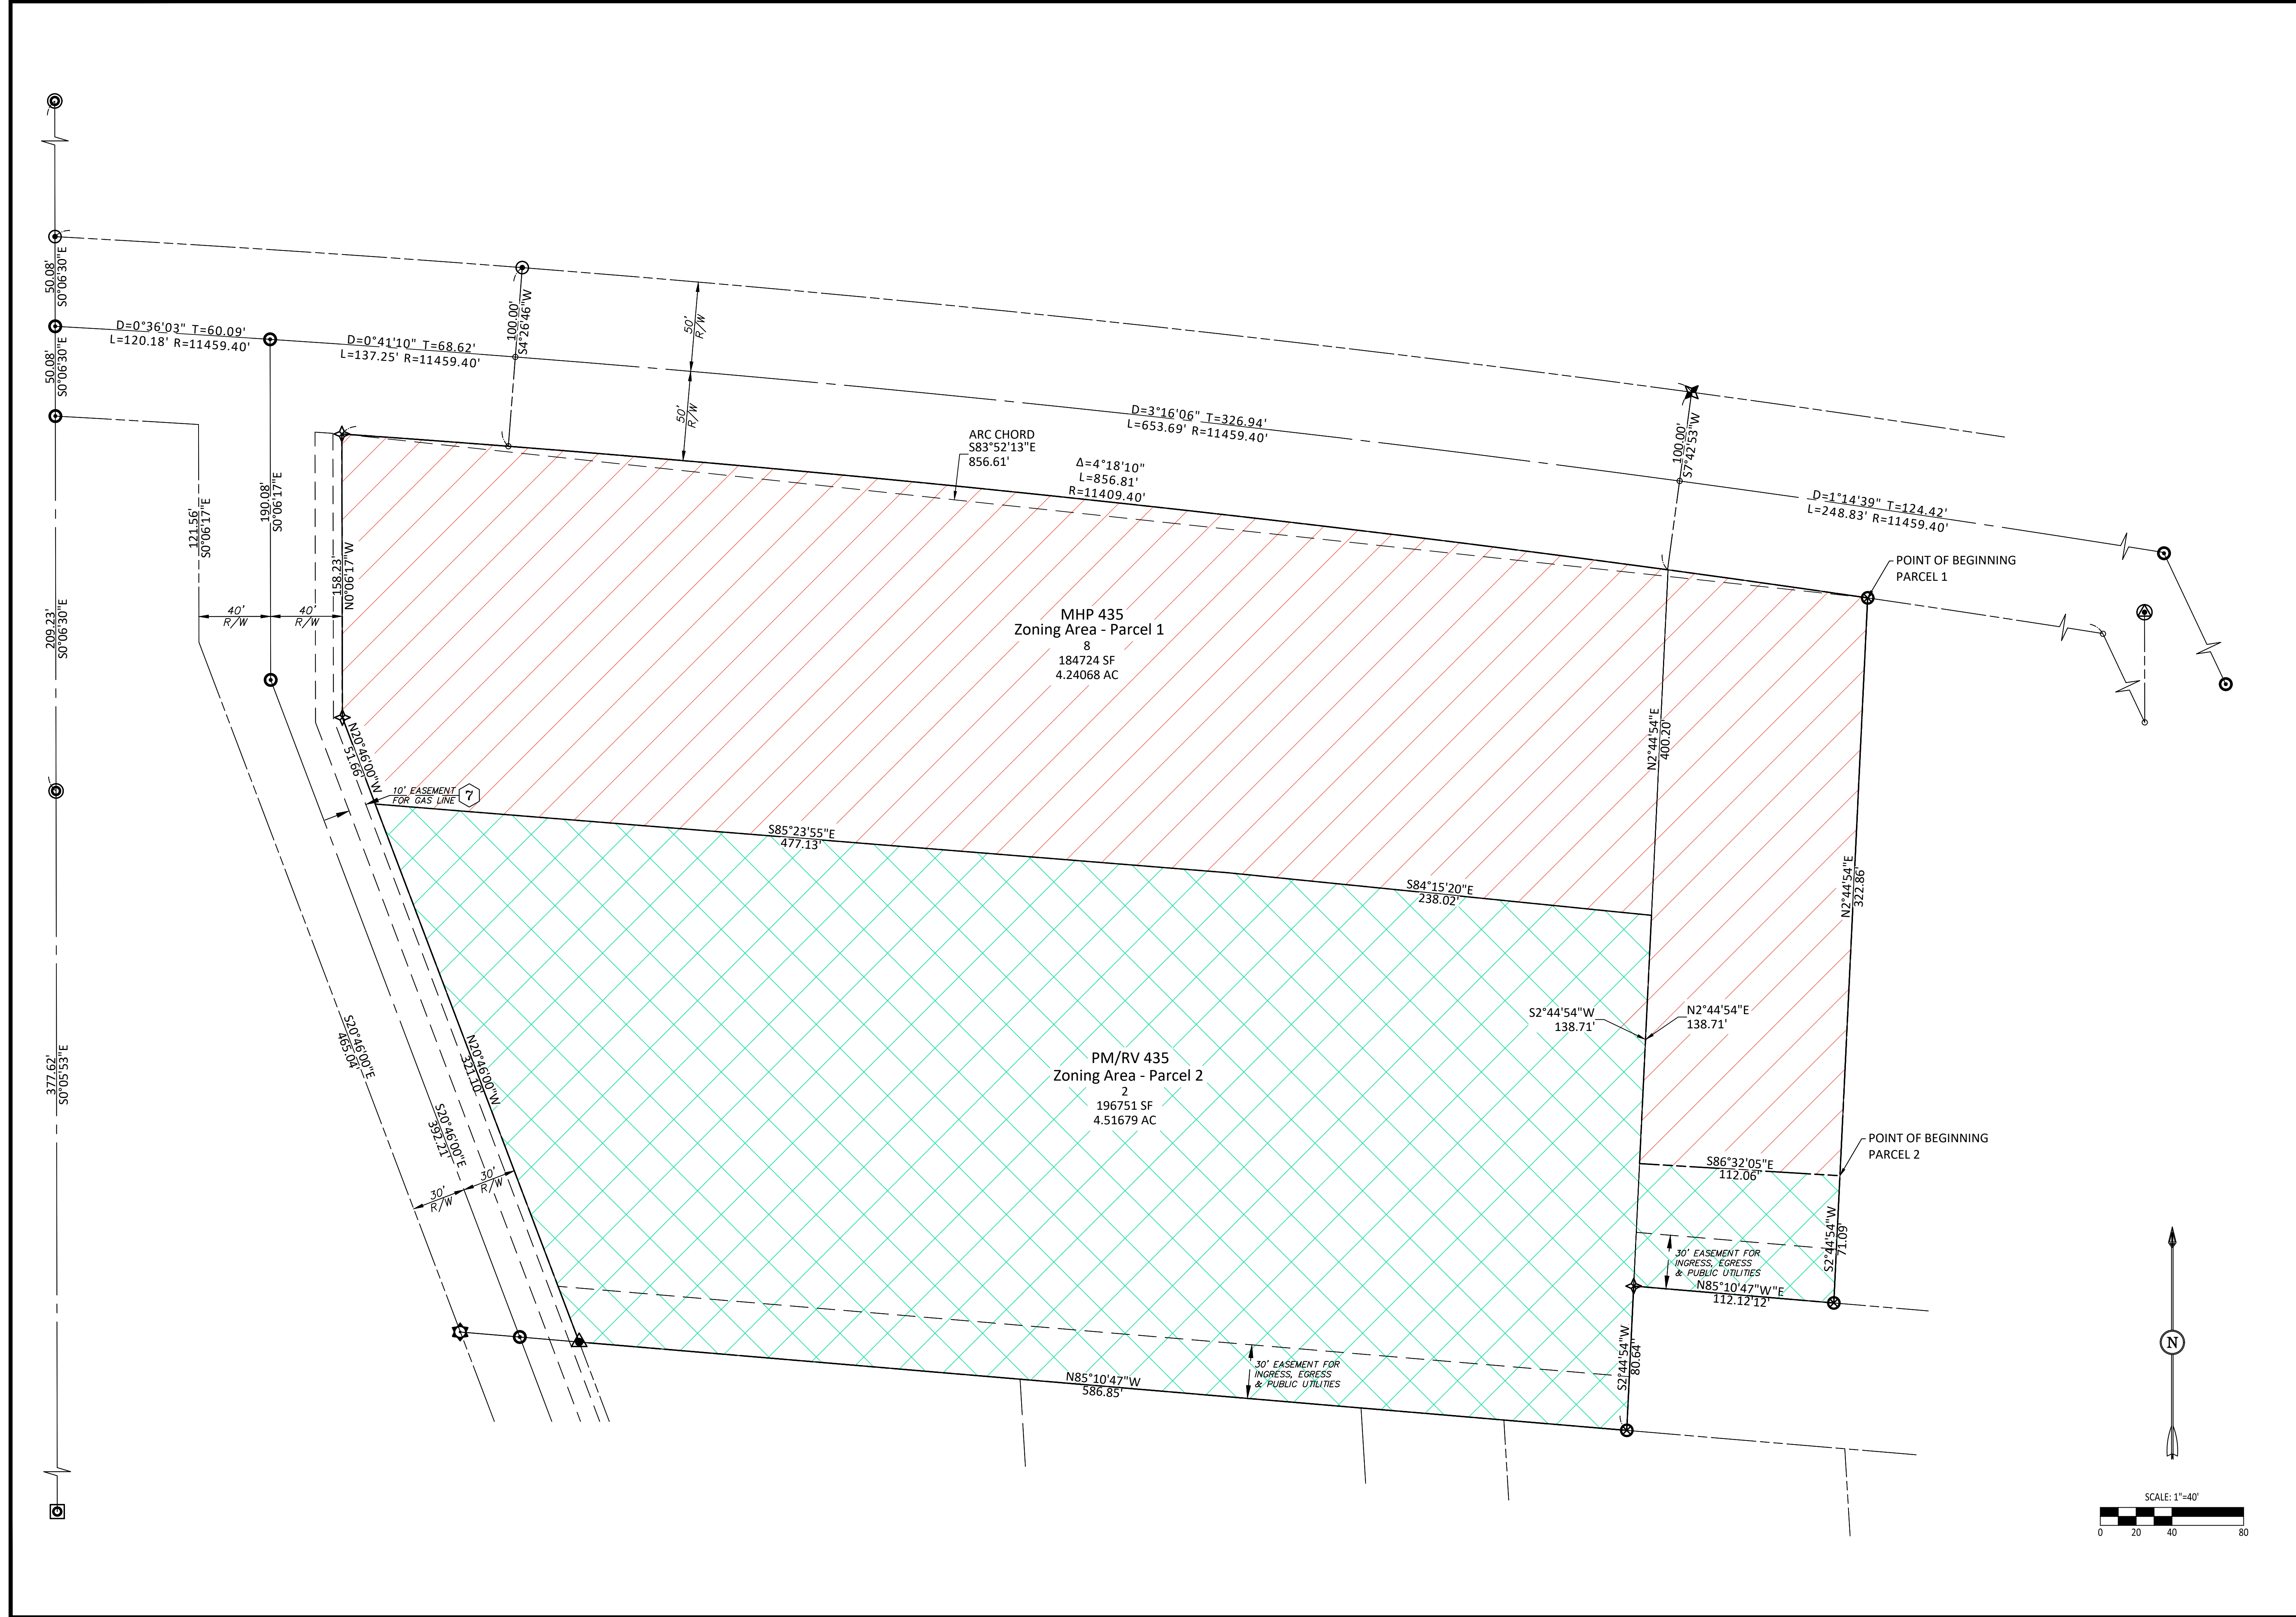 50.08'
S0°06'30"E
50.08'
S0°06'30"E
D=0°36'03" T=60.09'
L=120.18' R=11459.40'
D=0°41'10" T=68.62'
L=137.25' R=11459.40'
100.00'
S4°26'46"W
50'
R/W
50'
R/W
D=3°16'06" T=326.94'
L=653.69' R=11459.40'
100.00'
S7°42'53"W
D=1°14'39" T=124.42'
L=248.83' R=11459.40'
ARC CHORD
S83°52'13"E
856.61'
Δ=4°18'10"
L=856.81'
R=11409.40'
POINT OF BEGINNING
PARCEL 1
121.56'
S0°06'17"E
190.08'
S0°06'17"E
158.23'
N0°06'17"W
40'
R/W
40'
R/W
209.23'
S0°06'30"E
MHP 435
Zoning Area - Parcel 1
8
184724 SF
4.24068 AC
N20°46'00"W
51.66'
10' EASEMENT
FOR GAS LINE
7
N2°44'54"E
400.20'
S85°23'55"E
477.13'
S84°15'20"E
238.02'
N2°44'54"E
322.86'
S2°44'54"W
138.71'
N2°44'54"E
138.71'
377.62'
S0°05'53"E
S20°46'00"E
465.04'
N20°46'00"W
321.10'
S20°46'00"E
392.21'
30'
R/W
30'
R/W
PM/RV 435
Zoning Area - Parcel 2
2
196751 SF
4.51679 AC
POINT OF BEGINNING
PARCEL 2
S86°32'05"E
112.06'
S2°44'54"W
71.09'
30' EASEMENT FOR
INGRESS, EGRESS
& PUBLIC UTILITIES
N85°10'47"W"E
112.12'12'
S2°44'54"W
80.64'
30' EASEMENT FOR
INGRESS, EGRESS
& PUBLIC UTILITIES
N85°10'47"W
586.85'
N
SCALE: 1"=40'
0 20 40 80